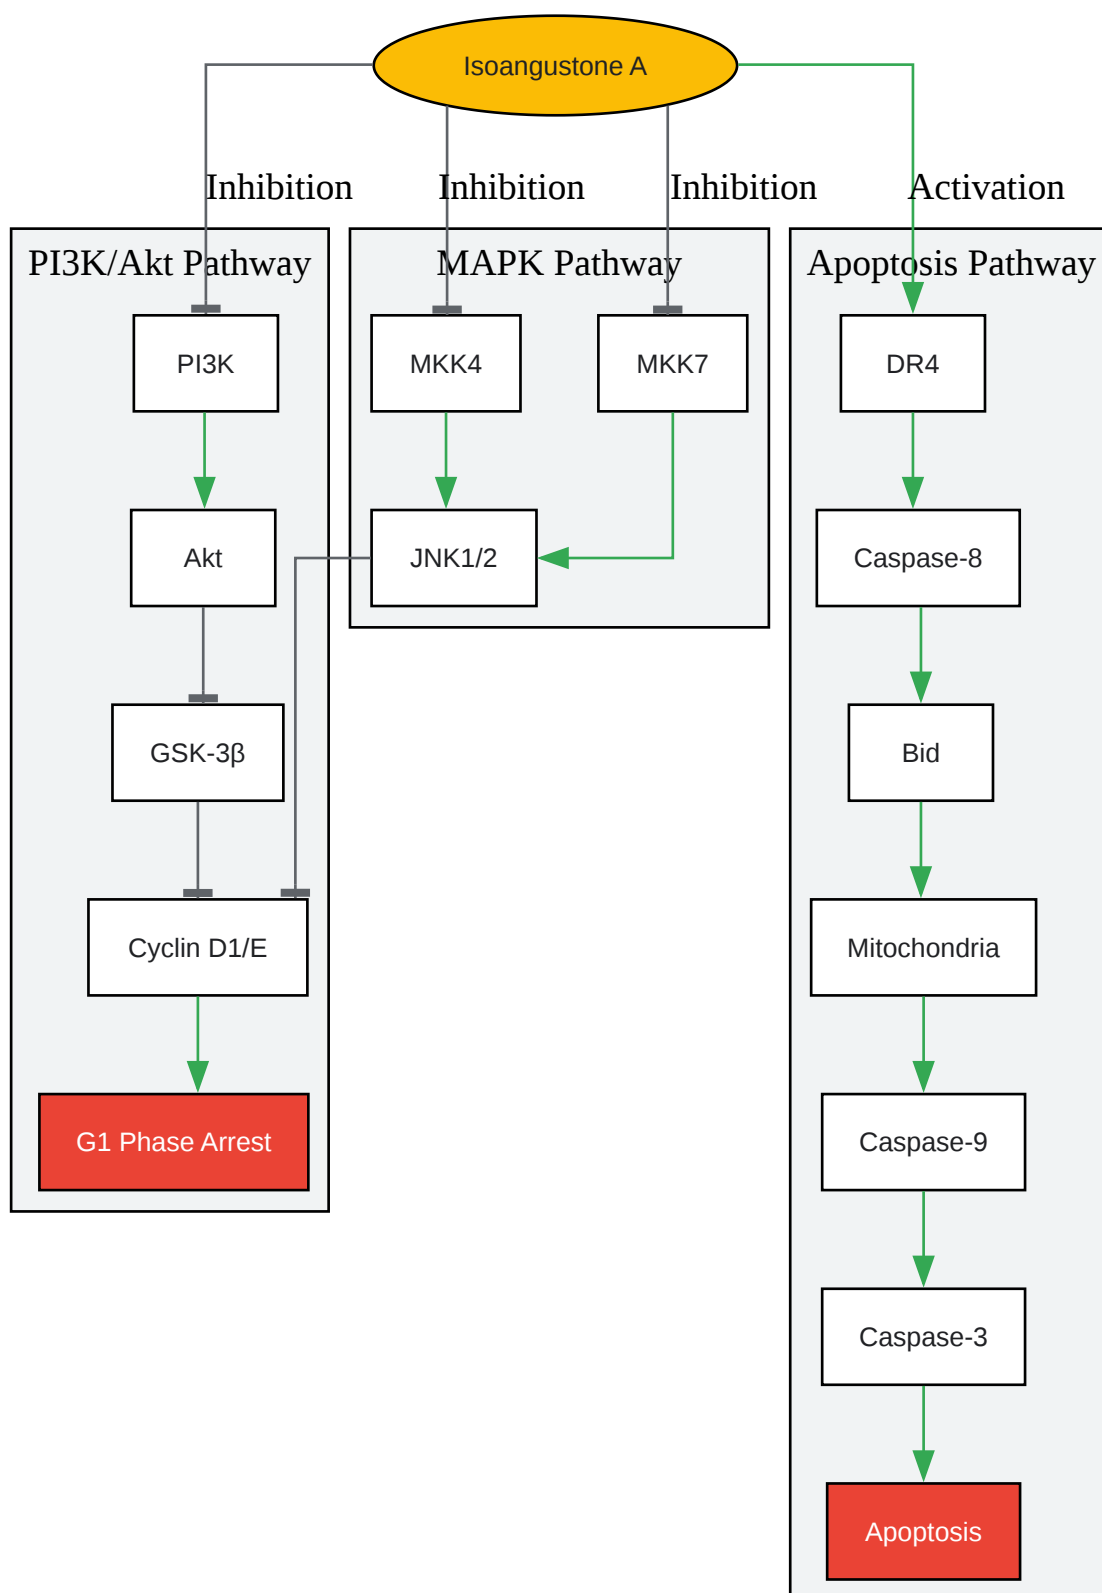 Isoangustone A
Inhibition
Inhibition
Inhibition
Activation
PI3K/Akt Pathway
MAPK Pathway
Apoptosis Pathway
PI3K
MKK4
MKK7
DR4
Akt
JNK1/2
Caspase-8
GSK-3β
Bid
Cyclin D1/E
Mitochondria
G1 Phase Arrest
Caspase-9
Caspase-3
Apoptosis